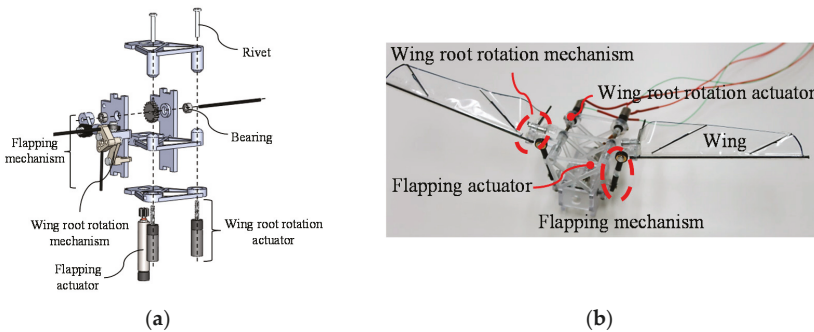 Rivet
Bearing
Flapping
mechanism
Wing root rotation
mechanism
Wing root rotation
actuator
Flapping
actuator
(a)
Wing root rotation mechanism
Wing root rotation actuator
Wing
Flapping actuator
Flapping mechanism
(b)